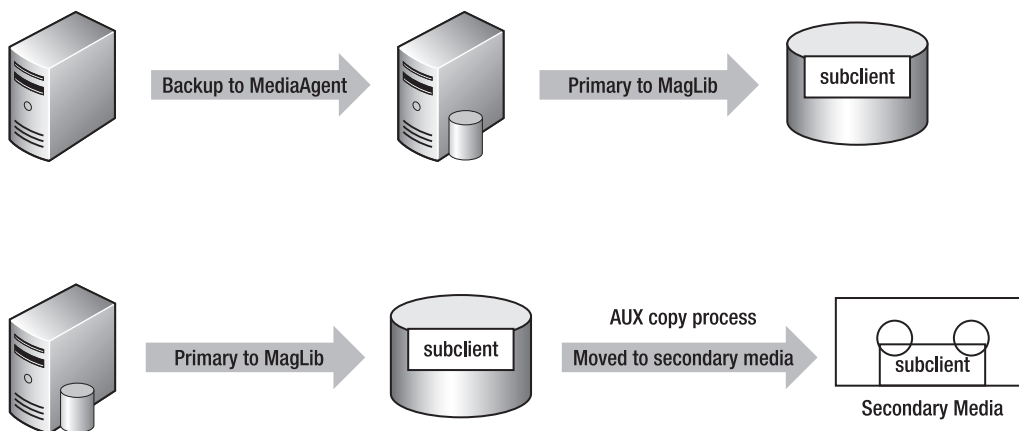 Backup to MediaAgent
Primary to MagLib
subclient
Primary to MagLib
subclient
AUX copy process
Moved to secondary media
subclient
Secondary Media